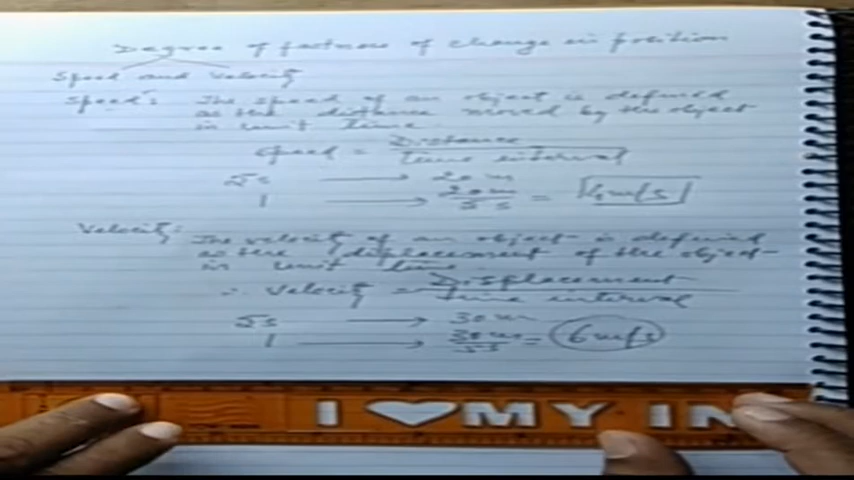 Degree of fastness of change in position
Speed and Velocity
Speed: The speed of an object is defined
as the distance moved by the object
in unit time
Speed = Distance
Time interval
5s → 20 m
1 → 20 m / 5 s = 4 m/s
Velocity: The velocity of an object is defined
as the displacement of the object
in unit time
∴ Velocity = Displacement
Time interval
5s → 30 m
1 → 30 m / 5s = 6 m/s
I ♥ MY IN